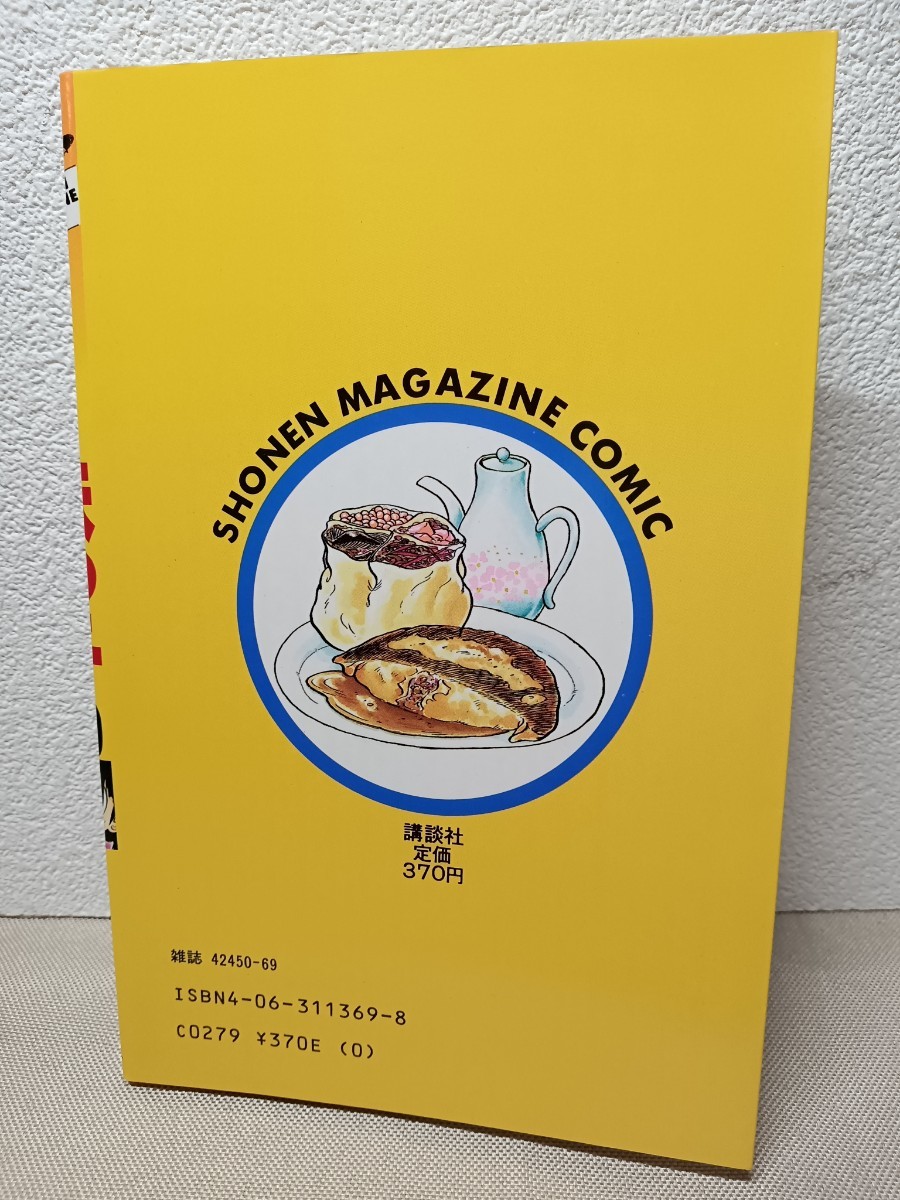 SHONEN MAGAZINE COMIC
講談社
定価
370円
雑誌 42450-69
ISBN4-06-311369-8
C0279 ¥370E (0)